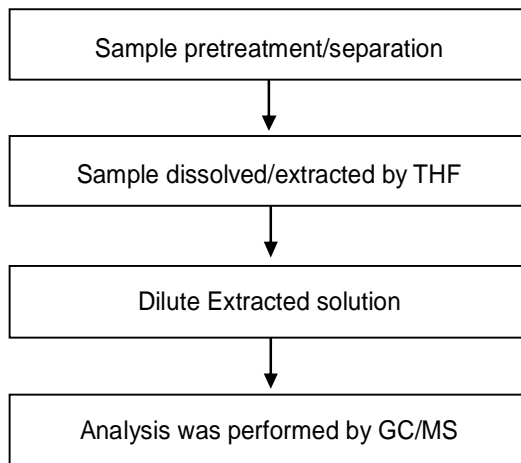 Sample pretreatment/separation
Sample dissolved/extracted by THF
Dilute Extracted solution
Analysis was performed by GC/MS